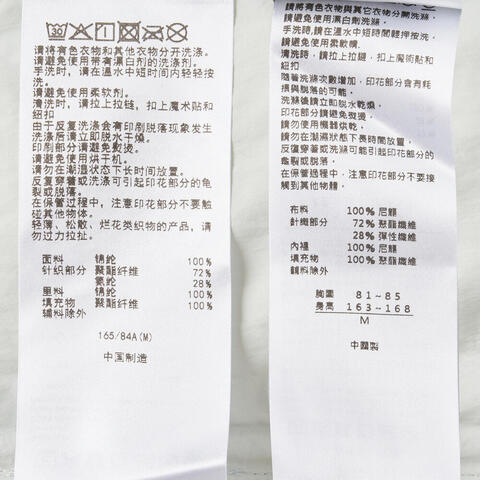 请将有色衣物和其他衣物分开洗涤。
请避免使用带有漂白剂的洗涤剂。
手洗时，请在温水中短时间内轻轻按
洗。
请避免使用柔软剂。
清洗时，请拉上拉链，扣上魔术贴和
纽扣
由于反复洗涤会有印刷脱落现象发生
洗涤后请立即脱水干燥。
印刷部分请避免熨烫。
请避免使用烘干机。
请勿在潮湿状态下长时间放置。
反复穿着或洗涤可引起印花部分的龟
裂或脱落。
在保管过程中，注意印花部分不要触
碰其他物体。
轻薄、松散、烂花类织物的产品，请
勿过力拉扯。
面料 锦纶 100%
针织部分 聚酯纤维 72%
氨纶 28%
里料 锦纶 100%
填充物 聚酯纤维 100%
辅料除外
165/84A(M)
中国制造
請將有色衣物與其它衣物分開洗滌。
請避免使用漂白劑洗滌.
手洗時,請在溫水中短時間輕押按洗.
請避免使用柔軟精.
清洗時，請拉上拉鏈，扣上魔術貼和
鈕扣
隨著洗滌次數增加，印花部分會有耗
損與脫落的可能。
洗滌後請立即脫水乾燥。
印花部分請避免熨燙。
請勿使用機器烘乾。
請勿在潮濕狀態下長時間放置。
反復穿著或洗滌可能引起印花部分的
龜裂或脫落。
在保管過程中，注意印花部分不要接
觸到其他物體。
布料 100% 尼龍
針織部分 72% 聚酯纖維
28% 彈性纖維
內裡 100% 尼龍
填充物 100% 聚酯纖維
輔料除外
胸圍 81~85
身高 163~168
M
中國製